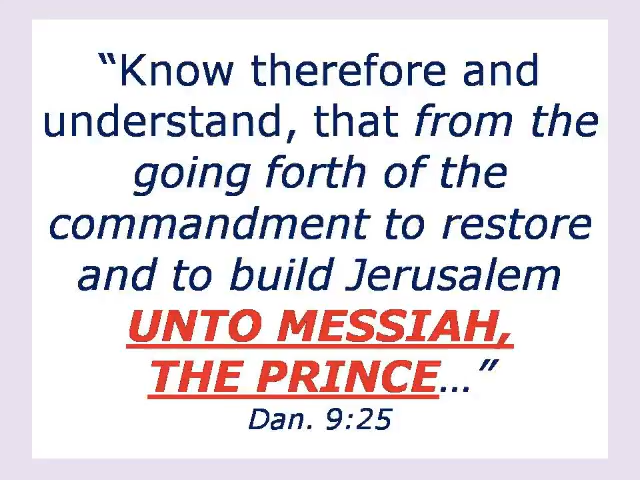 “Know therefore and
understand, that from the
going forth of the
commandment to restore
and to build Jerusalem
UNTO MESSIAH,
THE PRINCE…”
Dan. 9:25